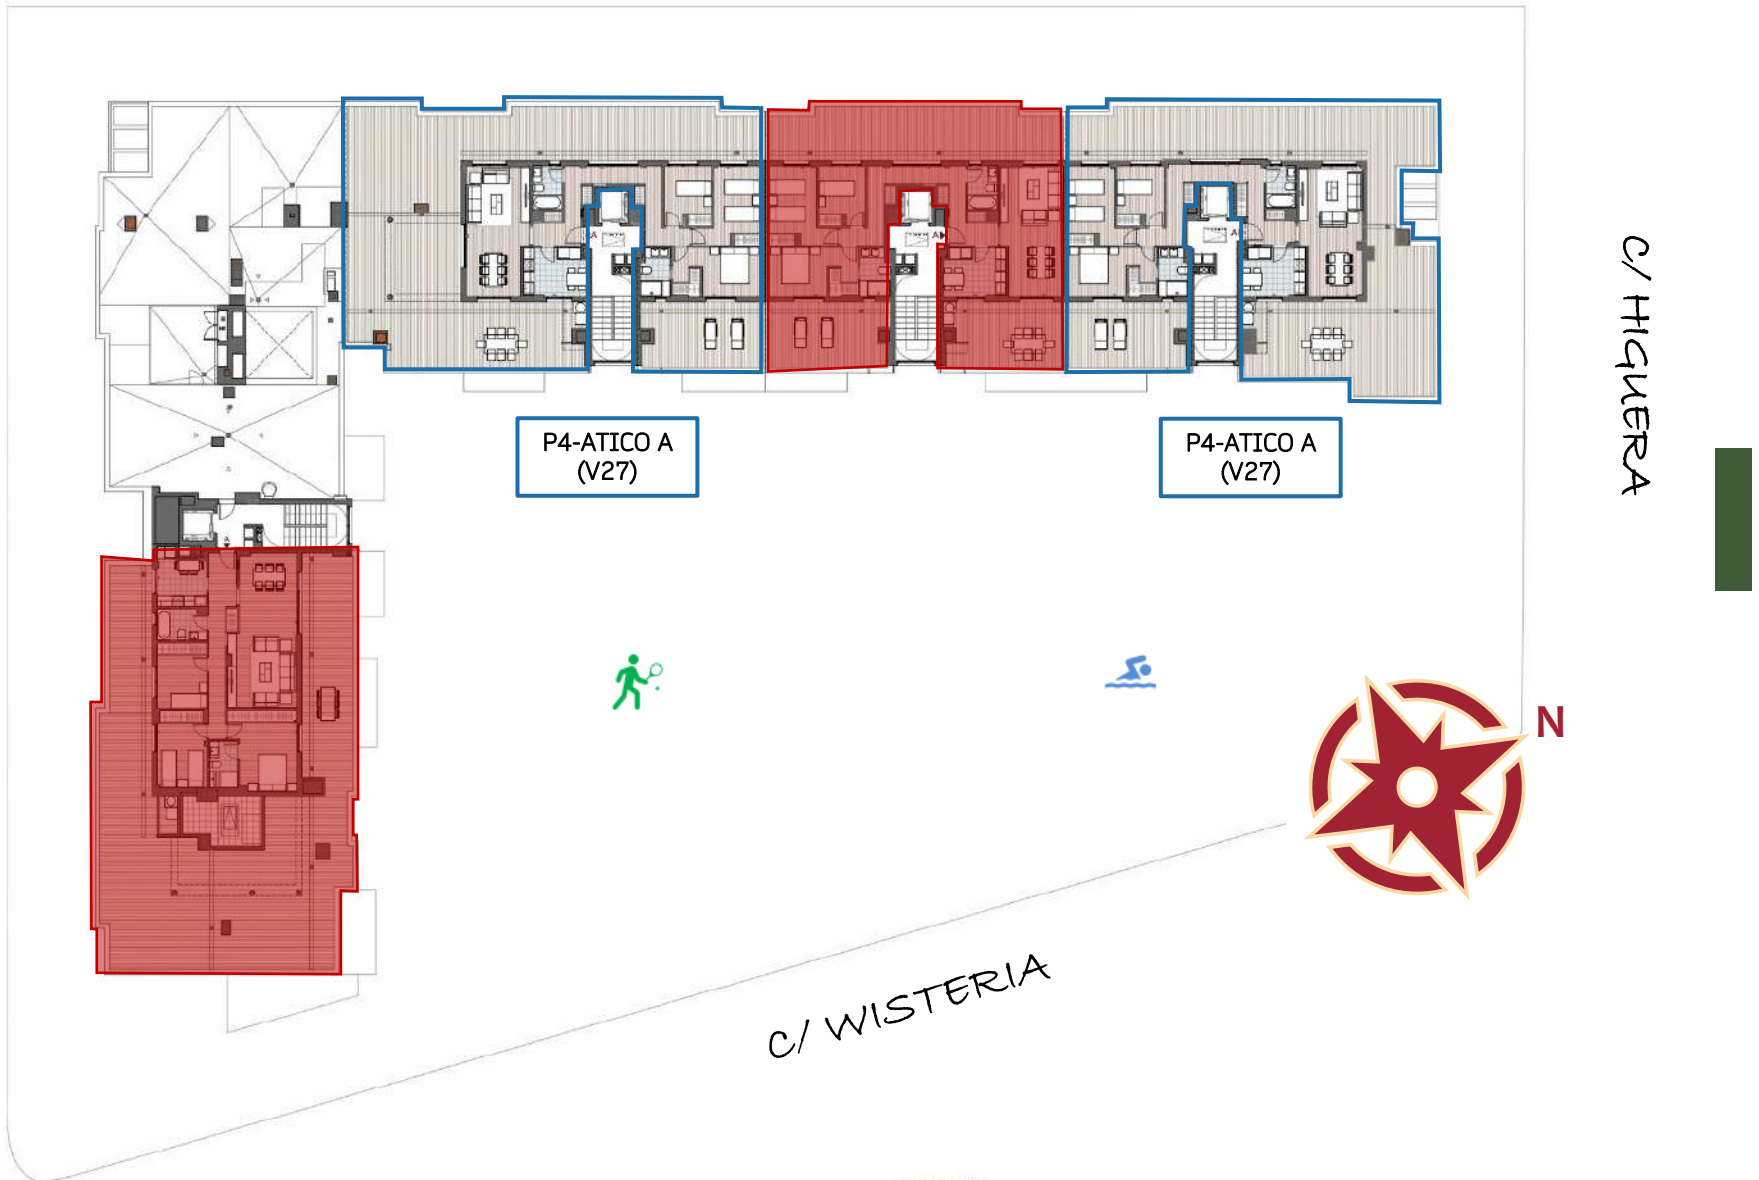 A
A
A
P4-ATICO A
(V27)
P4-ATICO A
(V27)
C/ HIGUERA
A
N
C/ WISTERIA